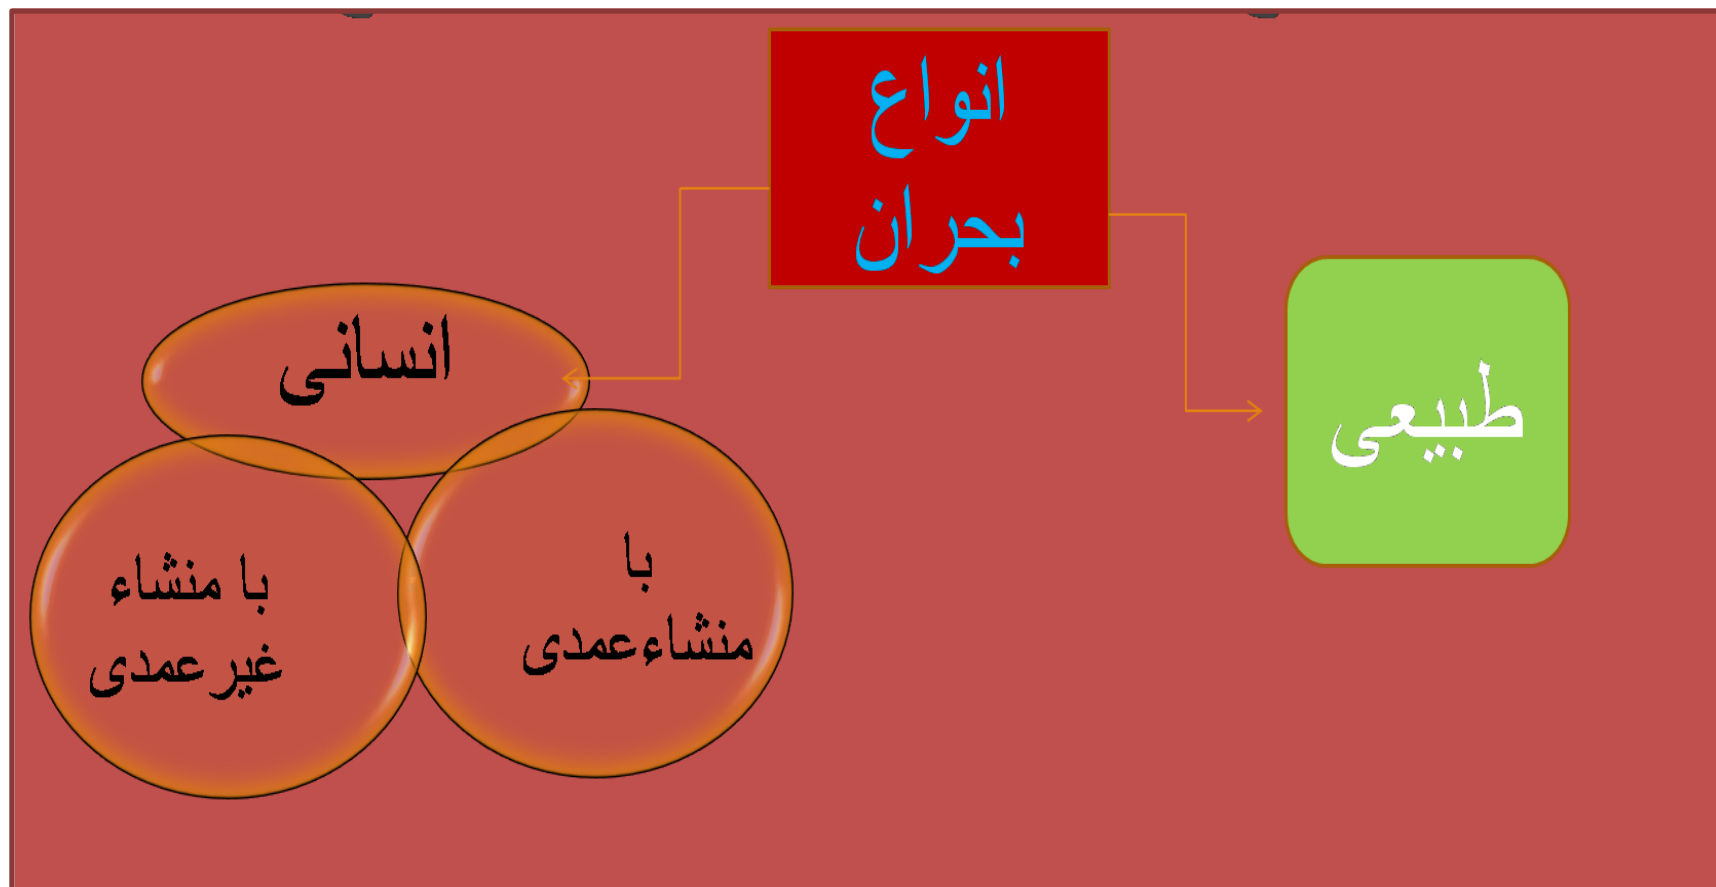 انواع
بحران
طبیعی
انسانی
با
منشاءعمدی
با منشاء
غیرعمدی